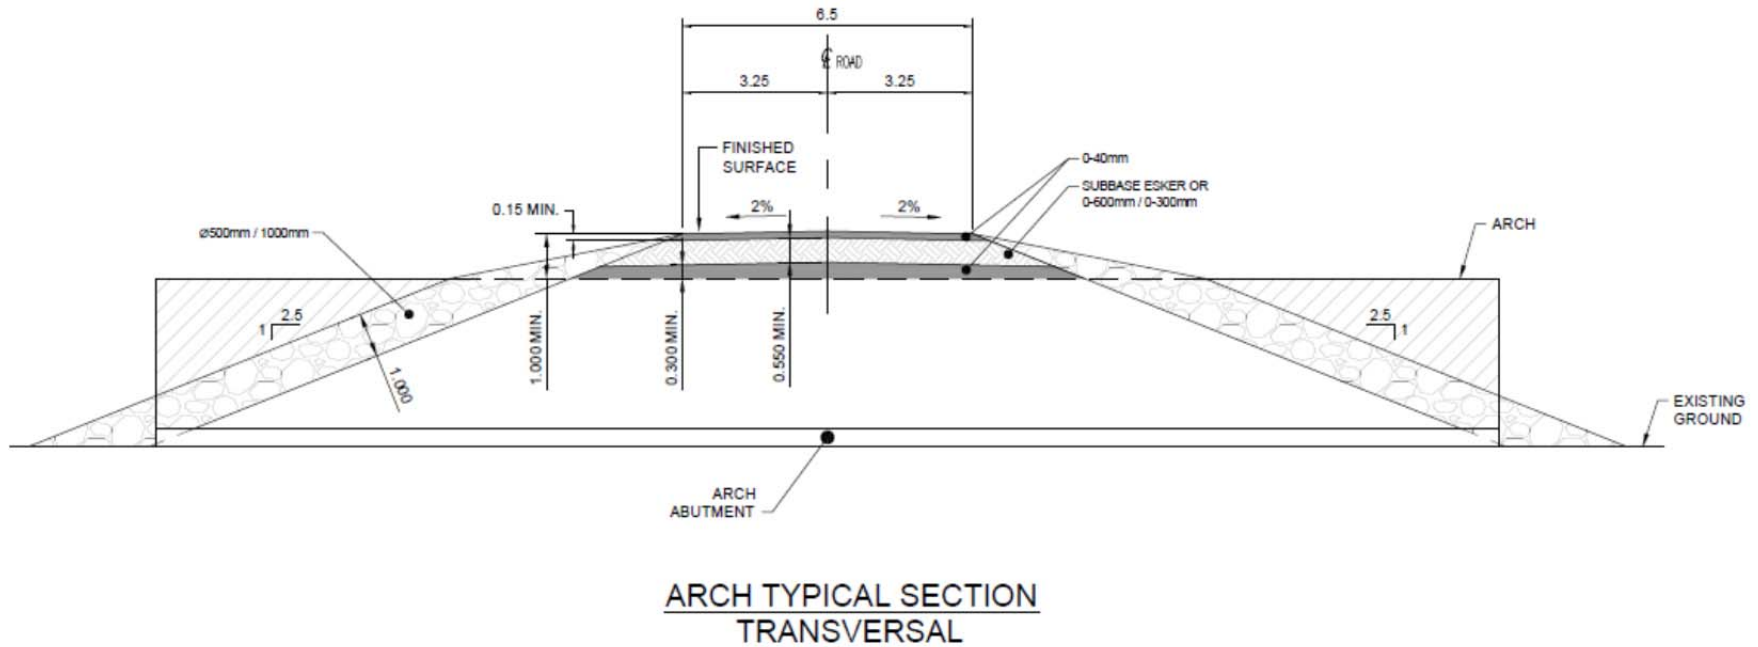 6.5
℄ ROAD
3.25
3.25
FINISHED
SURFACE
0-40mm
SUBBASE ESKER OR
0-600mm / 0-300mm
0.15 MIN.
2%
2%
Ø500mm / 1000mm
ARCH
1
2.5
2.5
1
1.000 MIN.
0.300 MIN.
0.550 MIN.
1.000
EXISTING
GROUND
ARCH
ABUTMENT
ARCH TYPICAL SECTION
TRANSVERSAL